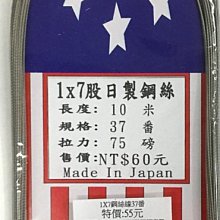 1x7股日製鋼絲
長度: 10 米
規格: 37 番
拉力: 75 磅
售價:NT$60元
Made In Japan
1X7鋼絲線37番
特價:55元